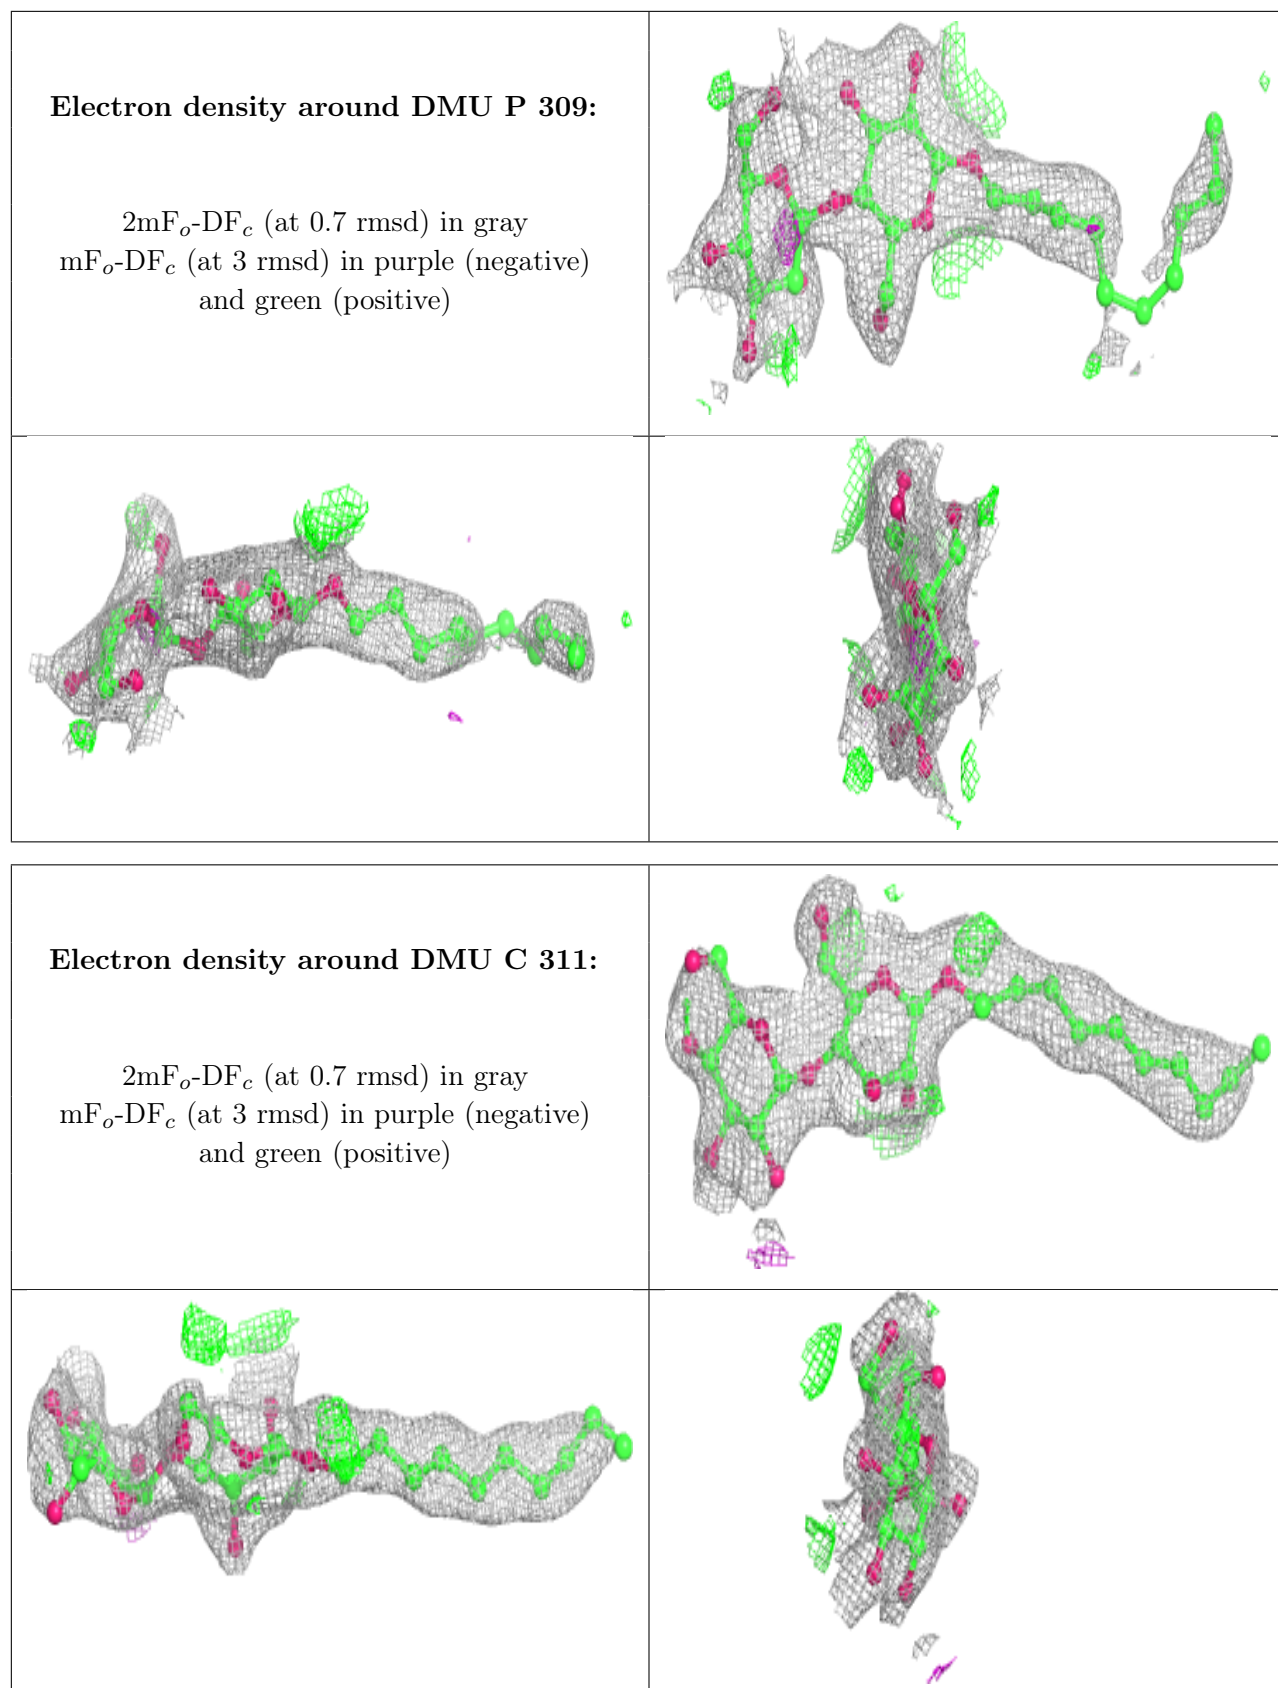 Electron density around DMU P 309:
2mFo-DFc (at 0.7 rmsd) in gray
mFo-DFc (at 3 rmsd) in purple (negative)
and green (positive)
Electron density around DMU C 311:
2mFo-DFc (at 0.7 rmsd) in gray
mFo-DFc (at 3 rmsd) in purple (negative)
and green (positive)